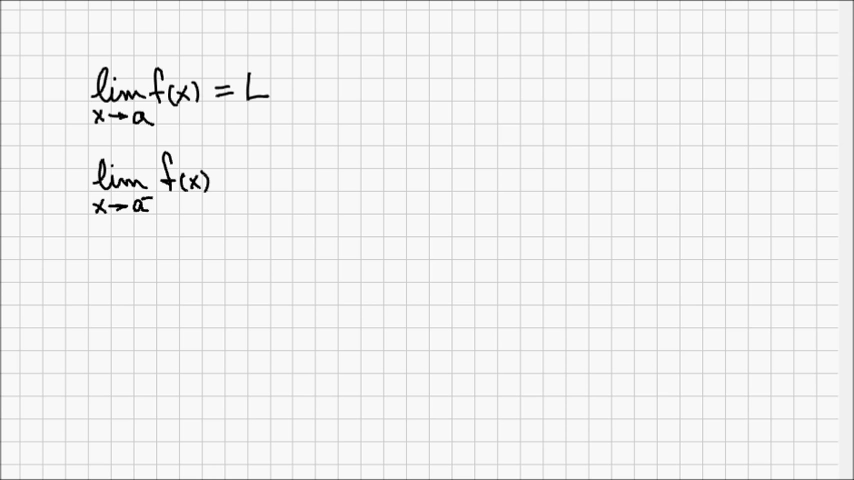 lim f(x) = L
x→a
lim f(x)
x→a⁻